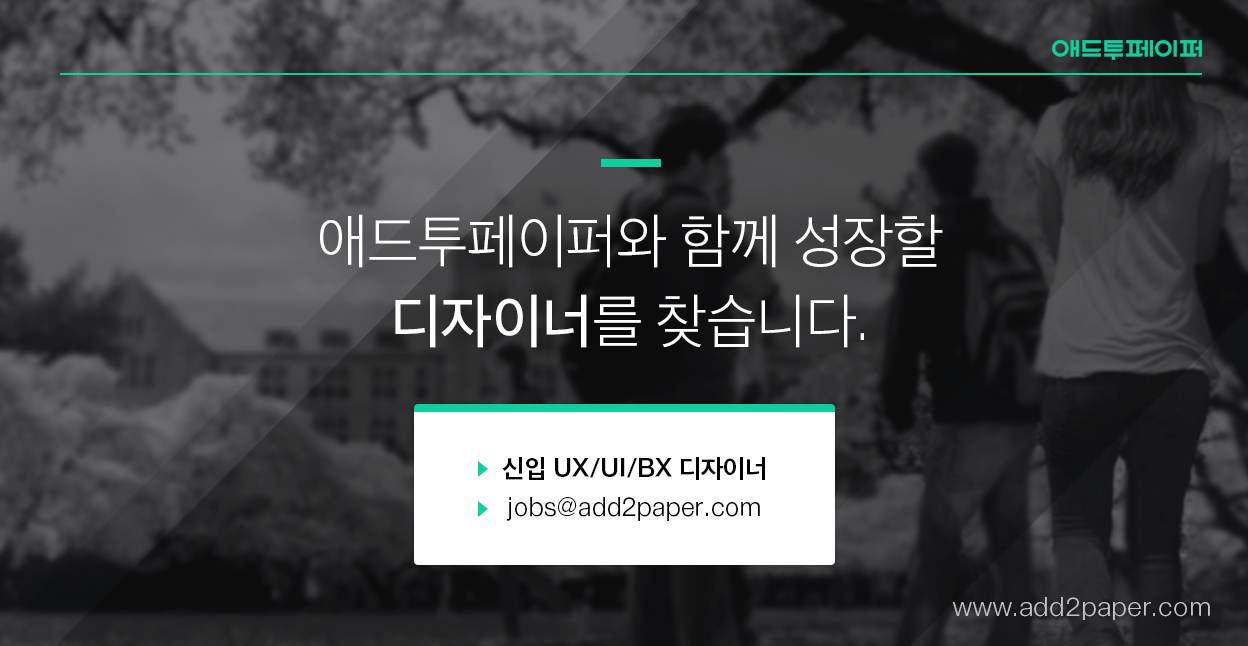 애드투페이퍼
애드투페이퍼와 함께 성장할
디자이너를 찾습니다.
신입 UX/UI/BX 디자이너
jobs@add2paper.com
www.add2paper.com